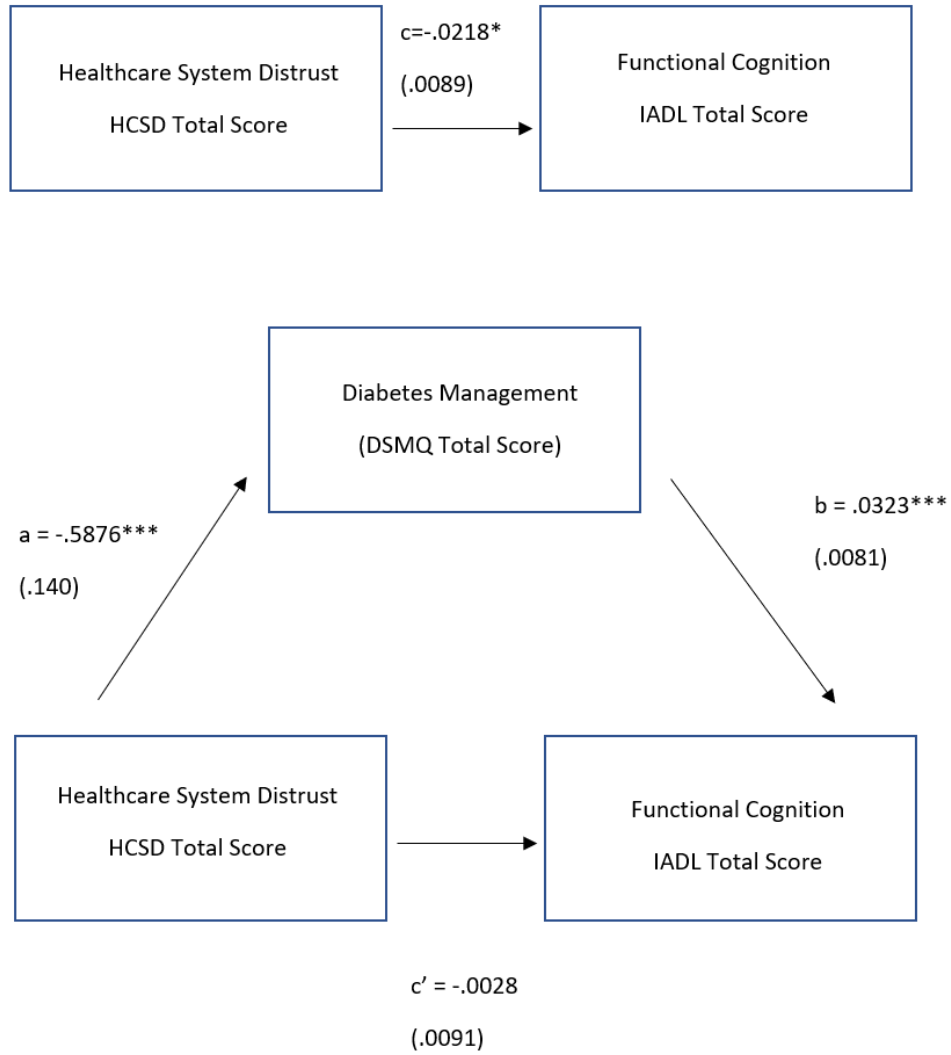 c=-.0218*
(.0089)
Healthcare System Distrust
HCSD Total Score
Functional Cognition
IADL Total Score
Diabetes Management
(DSMQ Total Score)
a = -.5876***
(.140)
b = .0323***
(.0081)
Healthcare System Distrust
HCSD Total Score
Functional Cognition
IADL Total Score
c’ = -.0028
(.0091)